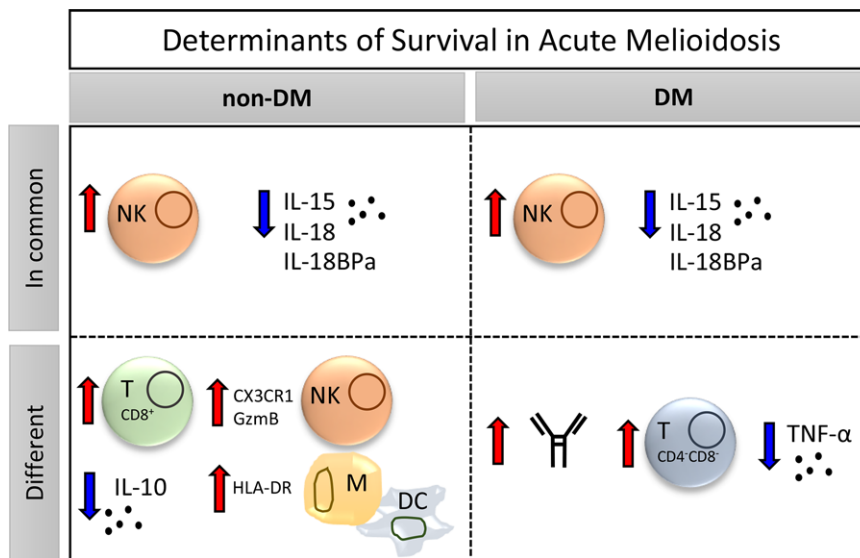 Determinants of Survival in Acute Melioidosis
non-DM
DM
In common
NK
IL-15
IL-18
IL-18BPa
NK
IL-15
IL-18
IL-18BPa
Different
T
CD8⁺
CX3CR1
GzmB
NK
IL-10
HLA-DR
M
DC
T
CD4⁻CD8⁻
TNF-α